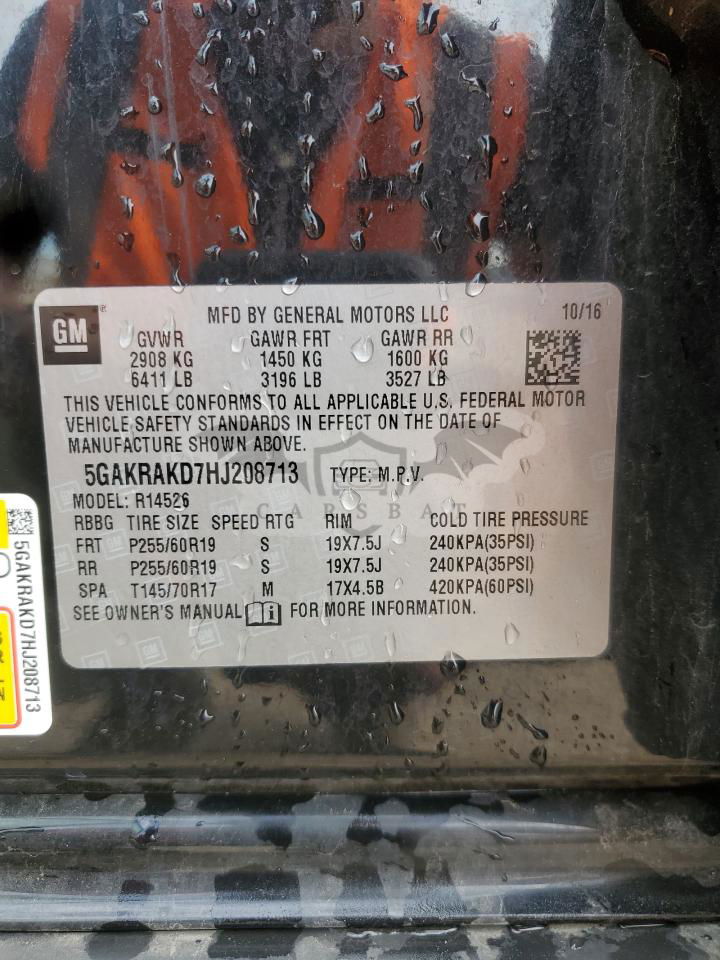 GM
MFD BY GENERAL MOTORS LLC 10/16
GVWR GAWR FRT GAWR RR
2908 KG 1450 KG 1600 KG
6411 LB 3196 LB 3527 LB
THIS VEHICLE CONFORMS TO ALL APPLICABLE U.S. FEDERAL MOTOR
VEHICLE SAFETY STANDARDS IN EFFECT ON THE DATE OF
MANUFACTURE SHOWN ABOVE.
5GAKRAKD7HJ208713 TYPE: M.P.V.
MODEL: R14526
CARSBAT
RBBG TIRE SIZE SPEED RTG RIM COLD TIRE PRESSURE
FRT P255/60R19 S 19X7.5J 240KPA(35PSI)
RR P255/60R19 S 19X7.5J 240KPA(35PSI)
SPA T145/70R17 M 17X4.5B 420KPA(60PSI)
SEE OWNER'S MANUAL FOR MORE INFORMATION.
5GAKRAKD7HJ208713